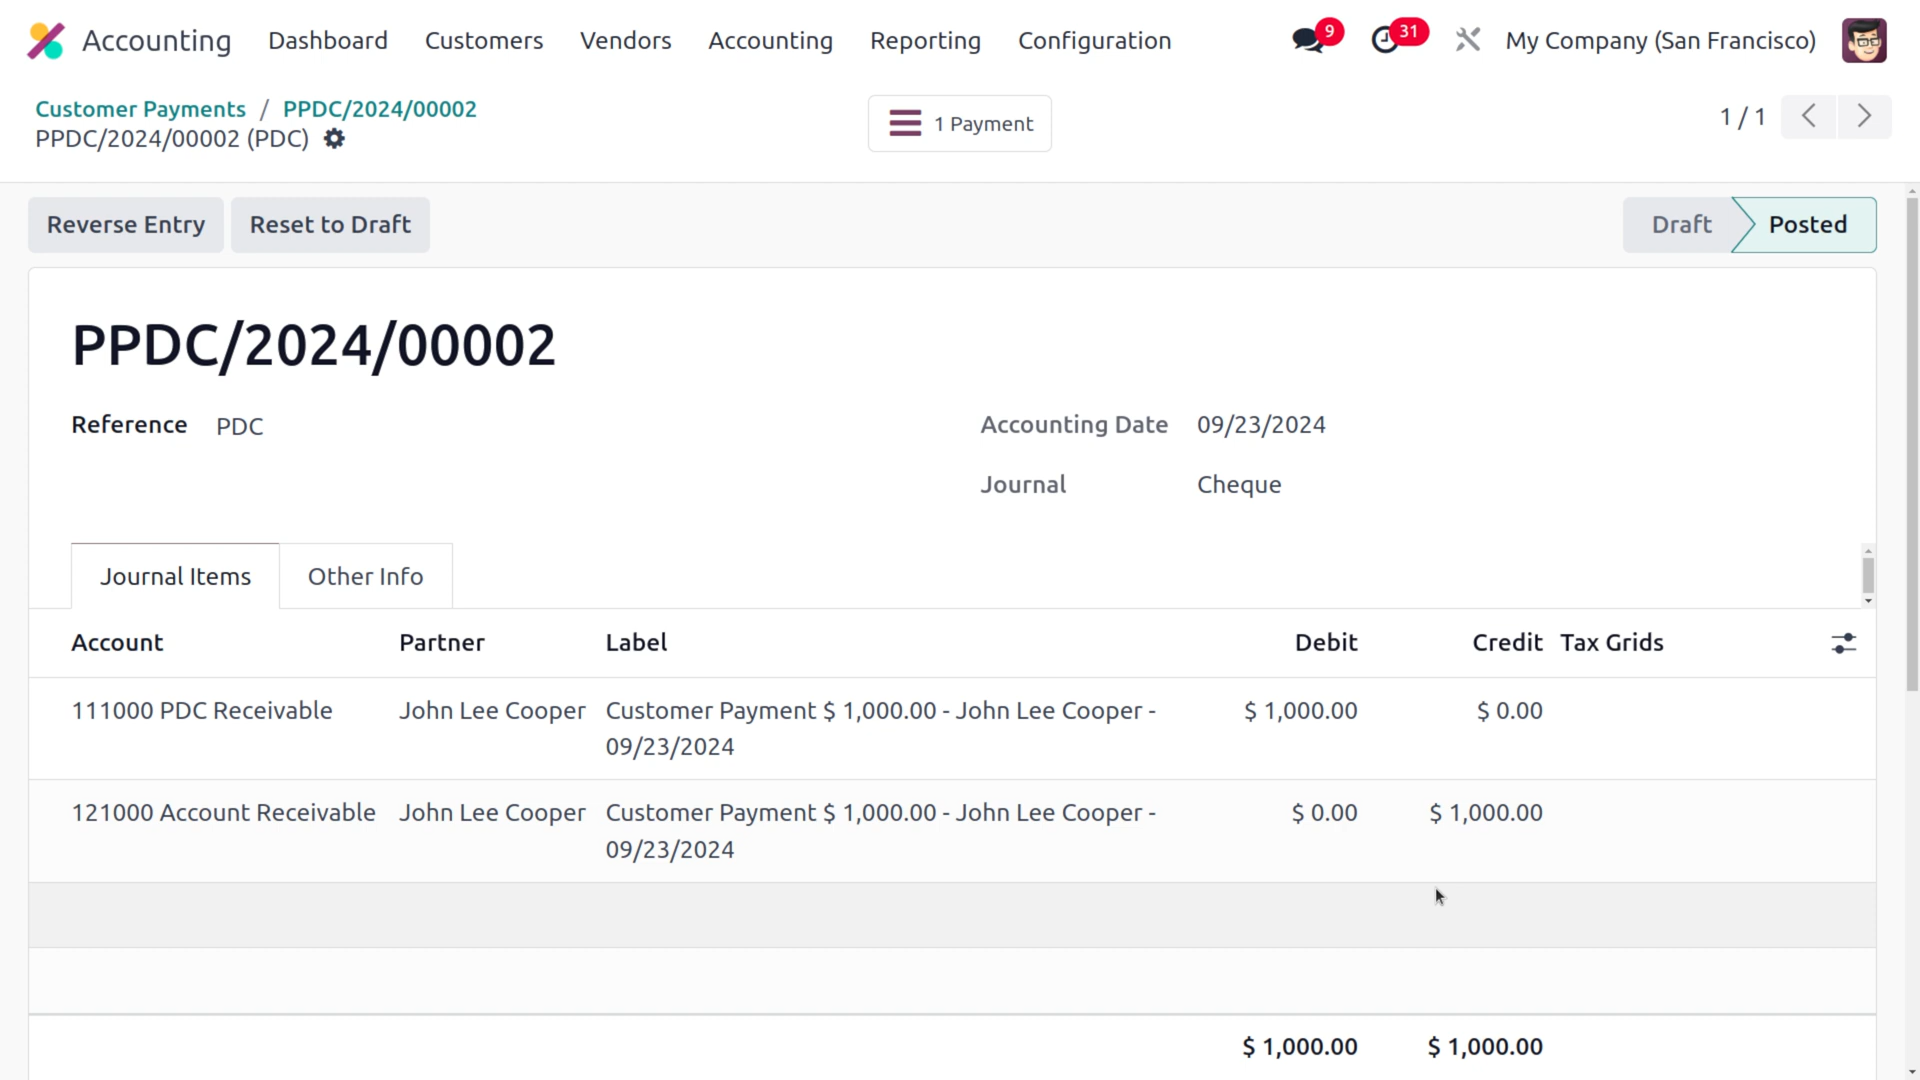 Accounting Dashboard Customers Vendors Accounting Reporting Configuration 9 31 My Company (San Francisco)
Customer Payments / PPDC/2024/00002
PPDC/2024/00002 (PDC)
1 Payment
1 / 1
Reverse Entry Reset to Draft Draft Posted
PPDC/2024/00002
Reference PDC
Accounting Date 09/23/2024
Journal Cheque
Journal Items Other Info
Account Partner Label Debit Credit Tax Grids
111000 PDC Receivable John Lee Cooper Customer Payment $ 1,000.00 - John Lee Cooper - $ 1,000.00 $ 0.00
09/23/2024
121000 Account Receivable John Lee Cooper Customer Payment $ 1,000.00 - John Lee Cooper - $ 0.00 $ 1,000.00
09/23/2024
$ 1,000.00 $ 1,000.00